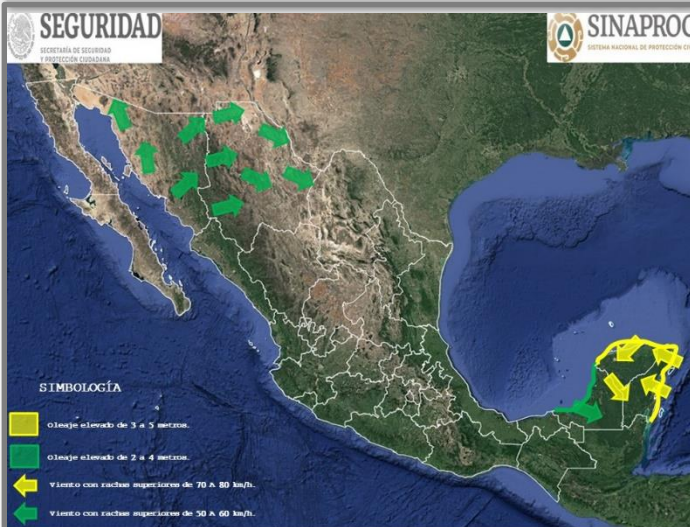 SEGURIDAD
SECRETARÍA DE SEGURIDAD
Y PROTECCIÓN CIUDADANA
SINAPROC
SISTEMA NACIONAL DE PROTECCIÓN CI
SIMBOLOGÍA
Oleaje elevado de 3 a 5 metros.
Oleaje elevado de 2 a 4 metros.
Viento con rachas superiores de 70 A 80 km/h.
Viento con rachas superiores de 50 A 60 km/h.